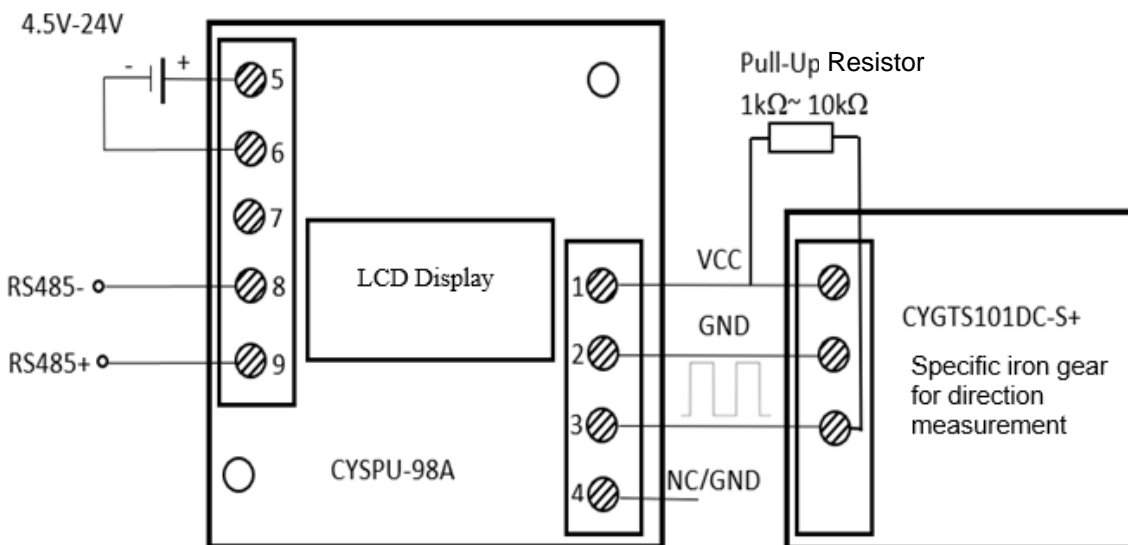 4.5V-24V
- +
5
6
7
8
9
RS485-
RS485+
LCD Display
CYSPU-98A
1
2
3
4
VCC
GND
NC/GND
Pull-Up Resistor
1kΩ~ 10kΩ
CYGTS101DC-S+
Specific iron gear
for direction
measurement